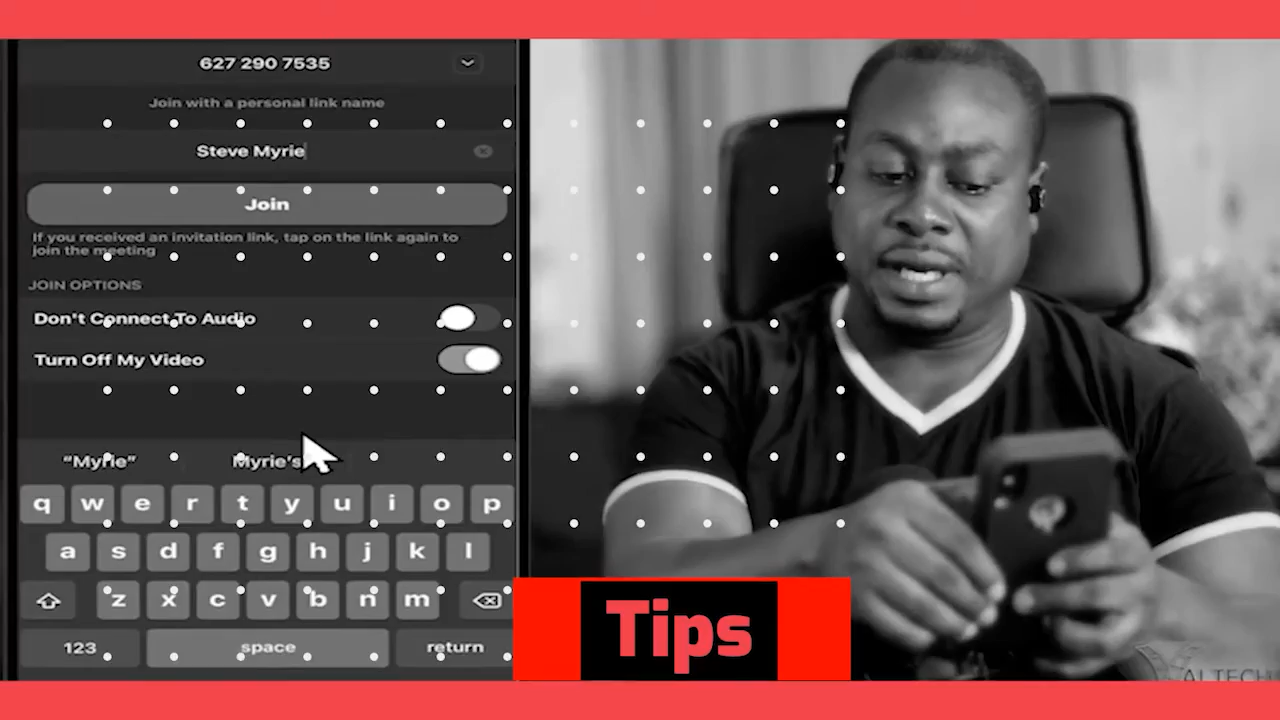 627 290 7535
Join with a personal link name
Steve Myrie
Join
If you received an invitation link, tap on the link again to
join the meeting
JOIN OPTIONS
Don't Connect To Audio
Turn Off My Video
“Myrie” Myrie's
q w e r t y u i o p
a s d f g h j k l
z x c v b n m
123 space return
Tips
ALTECH